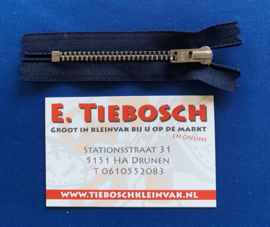 E. TIEBOSCH
GROOT IN KLEINVAK BIJ U OP DE MARKT
EN ONLINE
STATIONSSTRAAT 31
5151 HA DRUNEN
T 0610552083
WWW.TIEBOSCHKLEINVAK.NL